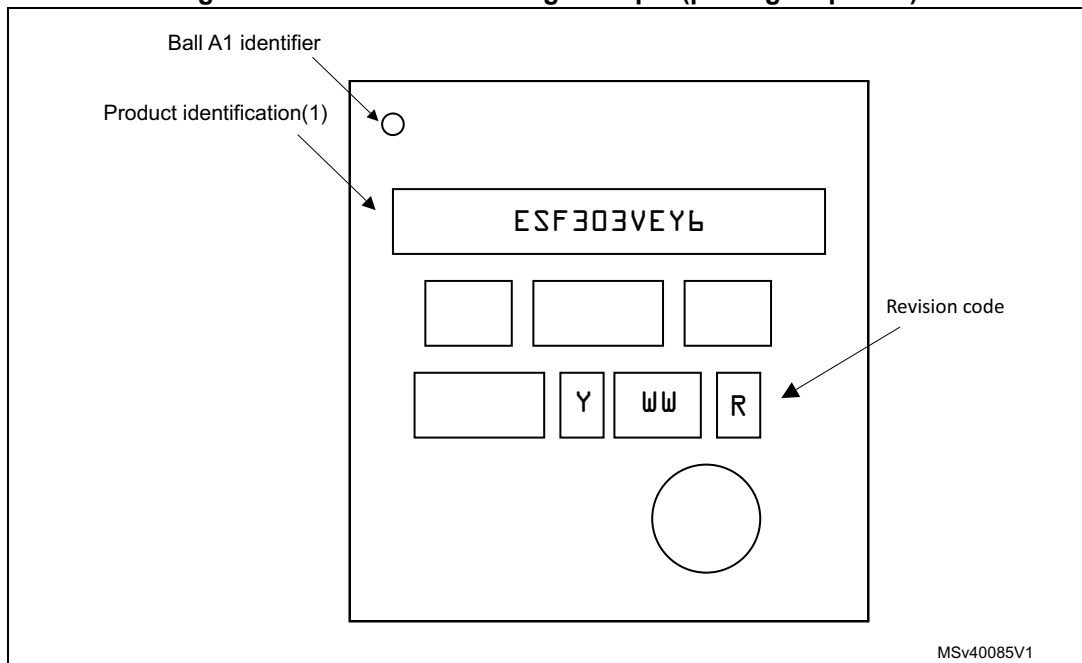 Ball A1 identifier
Product identification(1)
ESF303VEY6
Revision code
Y WW R
MSv40085V1